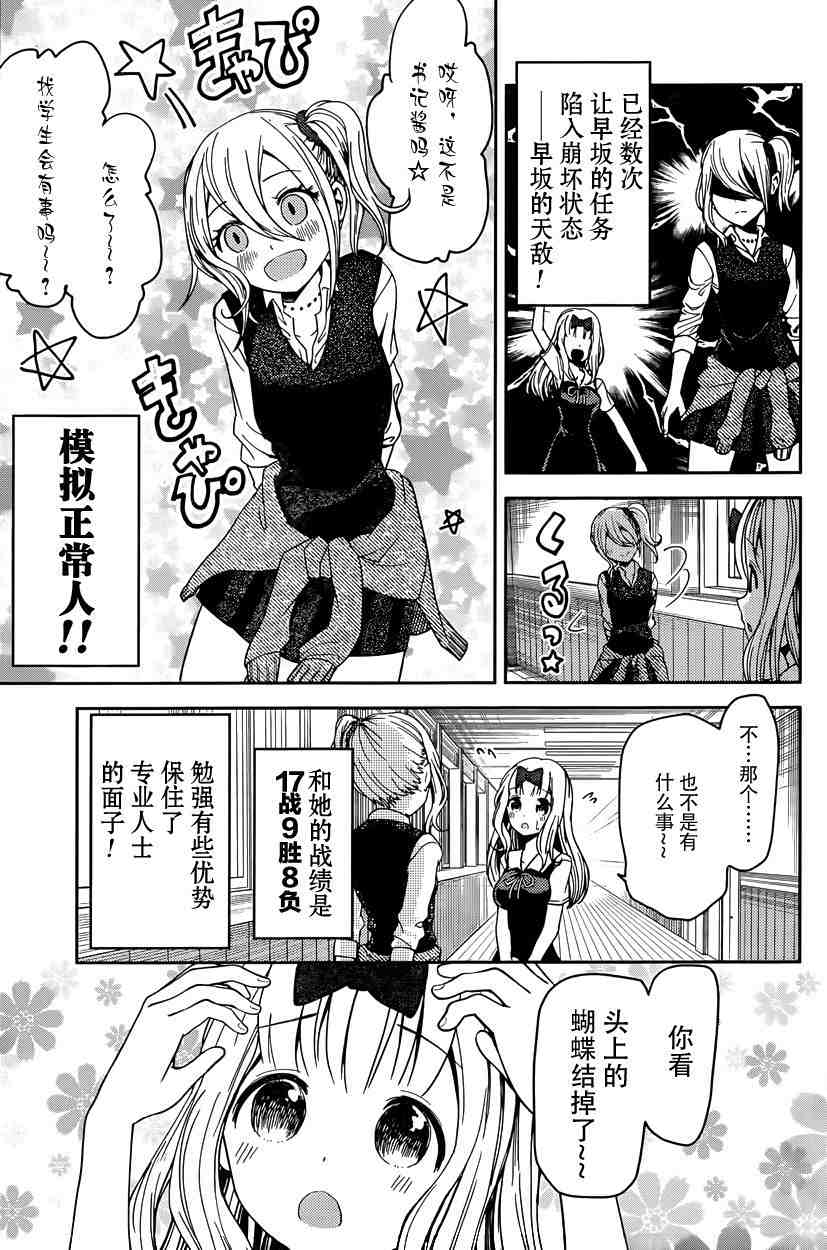 已经数次
让早坂的任务
陷入崩坏状态
——早坂的天敌！
くるっ☆
哎呀，这不是
书记酱吗☆
怎么了~~？
找学生会有事吗~~？
きゃぴ
きゃぴ
模拟正常人!!
不…那个……
也不是有
什么事~~
和她的战绩是
17战9胜8负
勉强有些优势
保住了
专业人士
的面子！
你看
头上的
蝴蝶结掉了~~